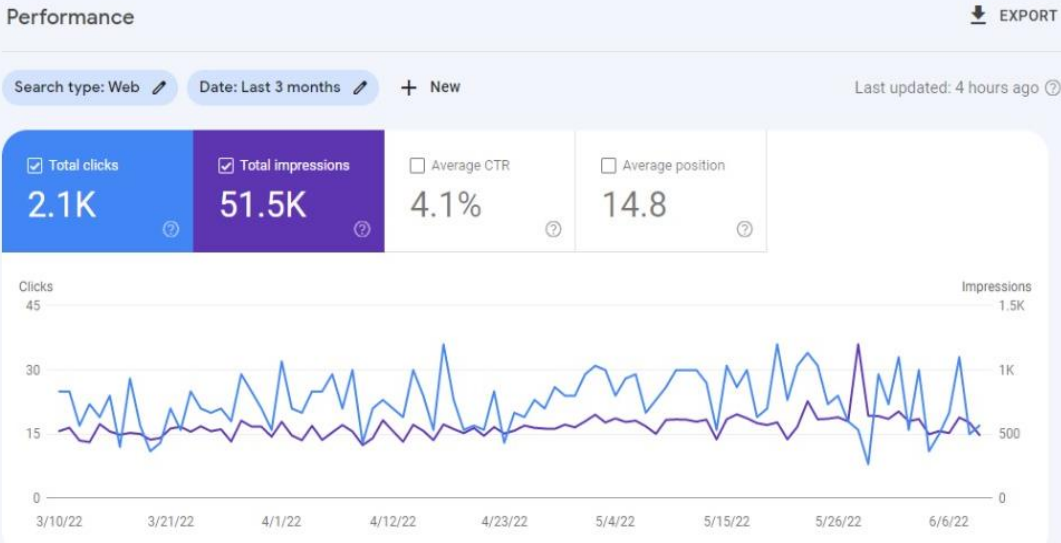 Performance
EXPORT
Search type: Web
Date: Last 3 months
+ New
Last updated: 4 hours ago
Total clicks
2.1K
Total impressions
51.5K
Average CTR
4.1%
Average position
14.8
Clicks
Impressions
45
1.5K
30
1K
15
500
0
0
3/10/22 3/21/22 4/1/22 4/12/22 4/23/22 5/4/22 5/15/22 5/26/22 6/6/22